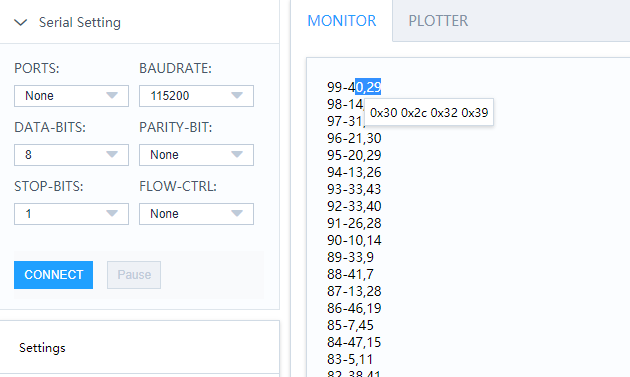 Serial Setting
PORTS:
BAUDRATE:
None
115200
DATA-BITS:
PARITY-BIT:
8
None
STOP-BITS:
FLOW-CTRL:
1
None
CONNECT
Pause
Settings
MONITOR
PLOTTER
99-40,29
98-14,
0x30 0x2c 0x32 0x39
97-31,
96-21,30
95-20,29
94-13,26
93-33,43
92-33,40
91-26,28
90-10,14
89-33,9
88-41,7
87-13,28
86-46,19
85-7,45
84-47,15
83-5,11
82-38,41